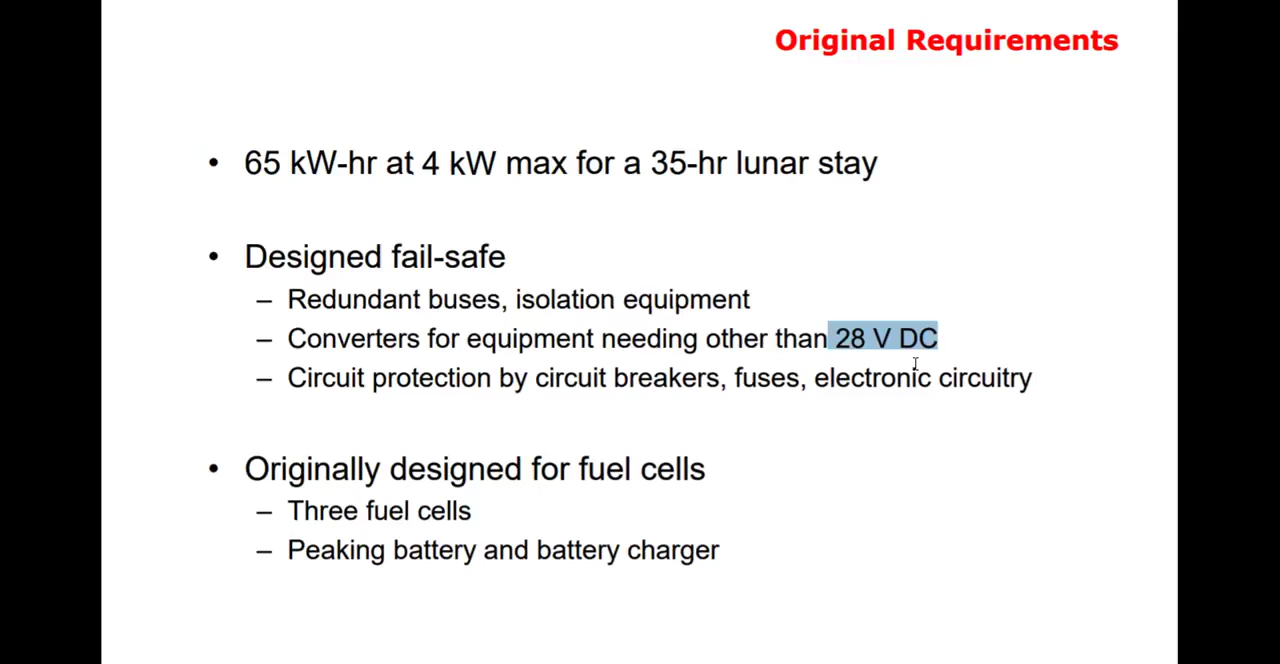 Original Requirements
• 65 kW-hr at 4 kW max for a 35-hr lunar stay
• Designed fail-safe
– Redundant buses, isolation equipment
– Converters for equipment needing other than 28 V DC
– Circuit protection by circuit breakers, fuses, electronic circuitry
• Originally designed for fuel cells
– Three fuel cells
– Peaking battery and battery charger